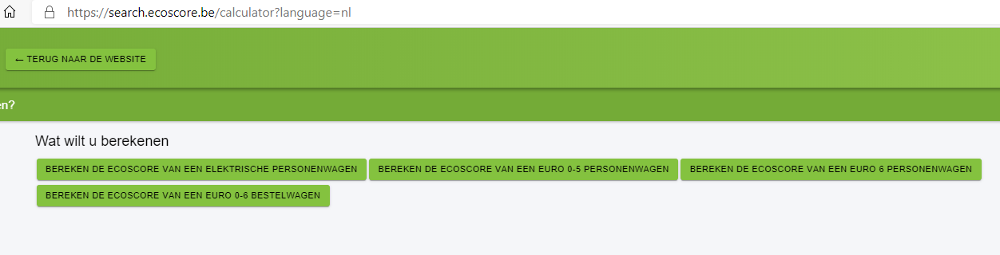 https://search.ecoscore.be/calculator?language=nl
← TERUG NAAR DE WEBSITE
en?
Wat wilt u berekenen
BEREKEN DE ECOSCORE VAN EEN ELEKTRISCHE PERSONENWAGEN BEREKEN DE ECOSCORE VAN EEN EURO 0-5 PERSONENWAGEN BEREKEN DE ECOSCORE VAN EEN EURO 6 PERSONENWAGEN
BEREKEN DE ECOSCORE VAN EEN EURO 0-6 BESTELWAGEN